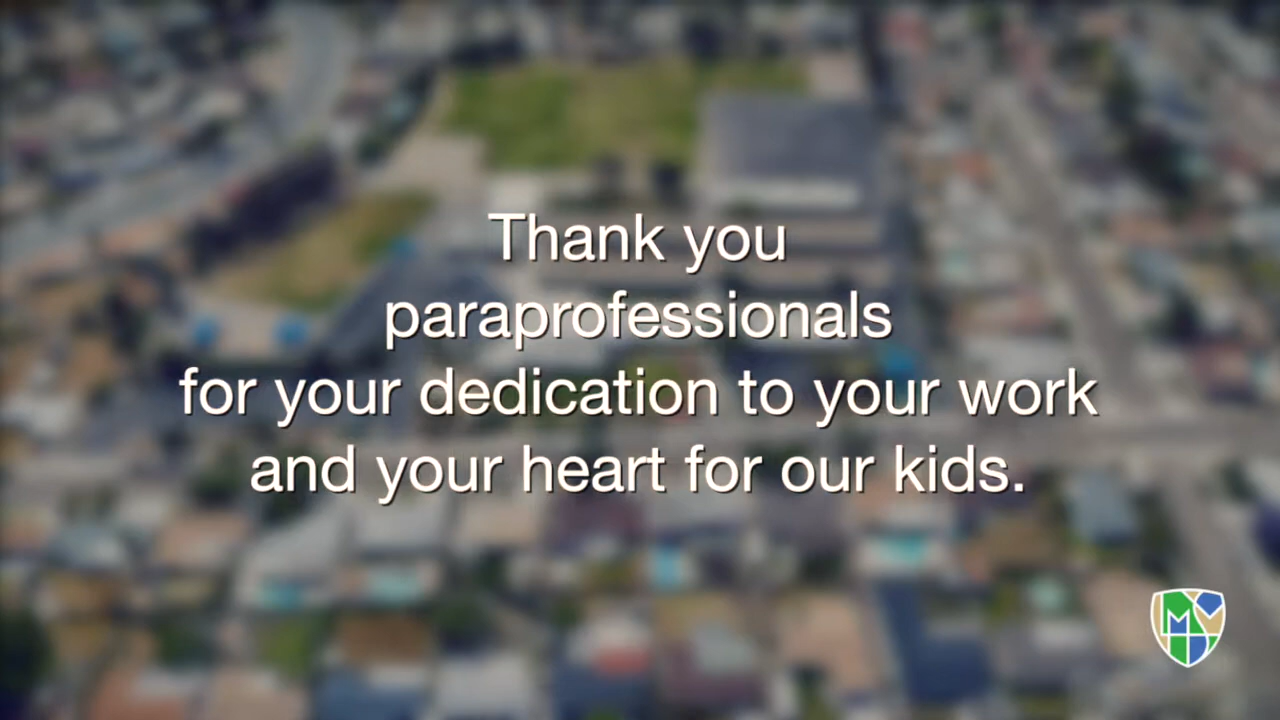 Thank you
paraprofessionals
for your dedication to your work
and your heart for our kids.